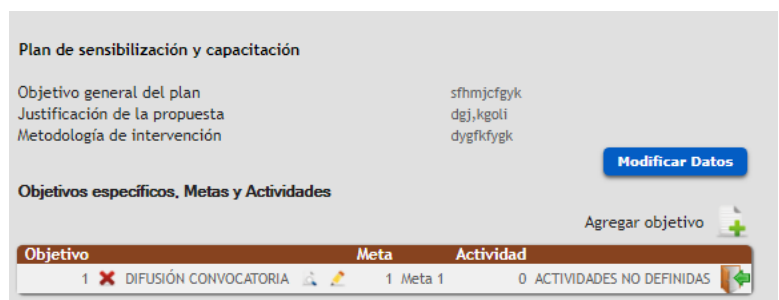 Plan de sensibilización y capacitación
Objetivo general del plan sfhmjcfgyk
Justificación de la propuesta dgj,kgoli
Metodología de intervención dygfkfygk
Modificar Datos
Objetivos específicos, Metas y Actividades
Agregar objetivo
Objetivo Meta Actividad
1 DIFUSIÓN CONVOCATORIA 1 Meta 1 0 ACTIVIDADES NO DEFINIDAS